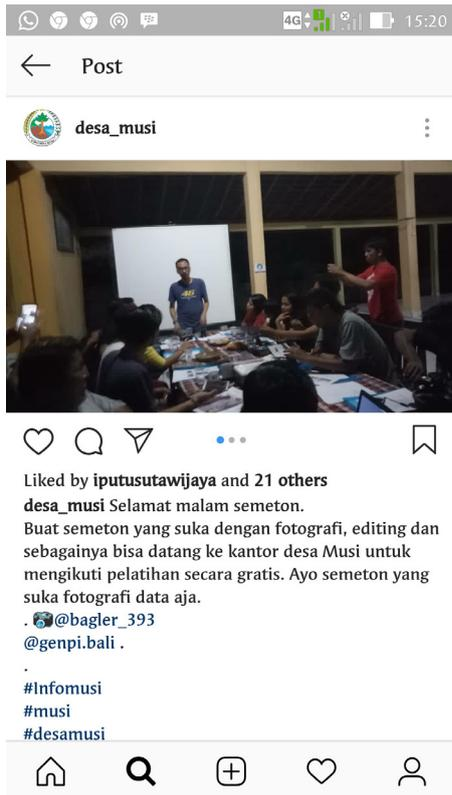 4G 1 15:20
Post
desa_musi
Liked by iputusutawijaya and 21 others
desa_musi Selamat malam semeton.
Buat semeton yang suka dengan fotografi, editing dan
sebagainya bisa datang ke kantor desa Musi untuk
mengikuti pelatihan secara gratis. Ayo semeton yang
suka fotografi data aja.
. 📷@bagler_393
@genpi.bali .
.
#Infomusi
#musi
#desamusi